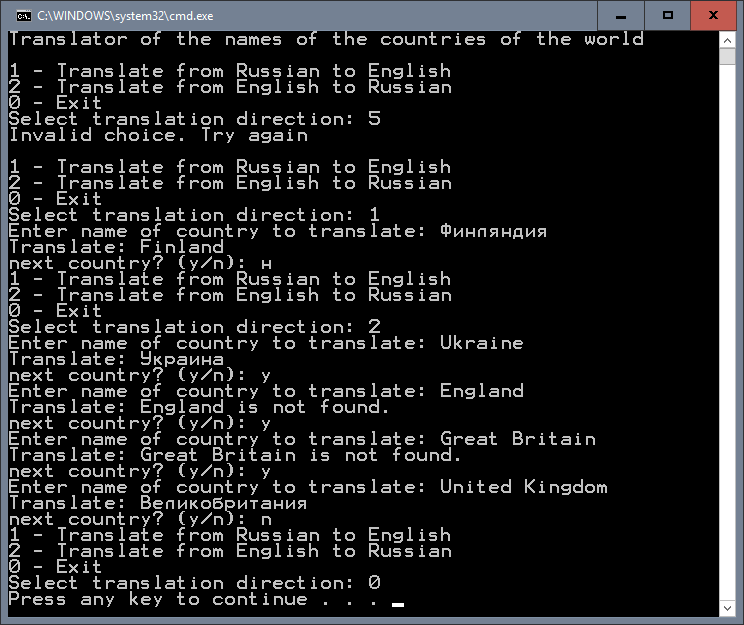 C:\WINDOWS\system32\cmd.exe
Translator of the names of the countries of the world
1 - Translate from Russian to English
2 - Translate from English to Russian
0 - Exit
Select translation direction: 5
Invalid choice. Try again
1 - Translate from Russian to English
2 - Translate from English to Russian
0 - Exit
Select translation direction: 1
Enter name of country to translate: Финляндия
Translate: Finland
next country? (y/n): н
1 - Translate from Russian to English
2 - Translate from English to Russian
0 - Exit
Select translation direction: 2
Enter name of country to translate: Ukraine
Translate: Украина
next country? (y/n): y
Enter name of country to translate: England
Translate: England is not found.
next country? (y/n): y
Enter name of country to translate: Great Britain
Translate: Great Britain is not found.
next country? (y/n): y
Enter name of country to translate: United Kingdom
Translate: Великобритания
next country? (y/n): n
1 - Translate from Russian to English
2 - Translate from English to Russian
0 - Exit
Select translation direction: 0
Press any key to continue . . .